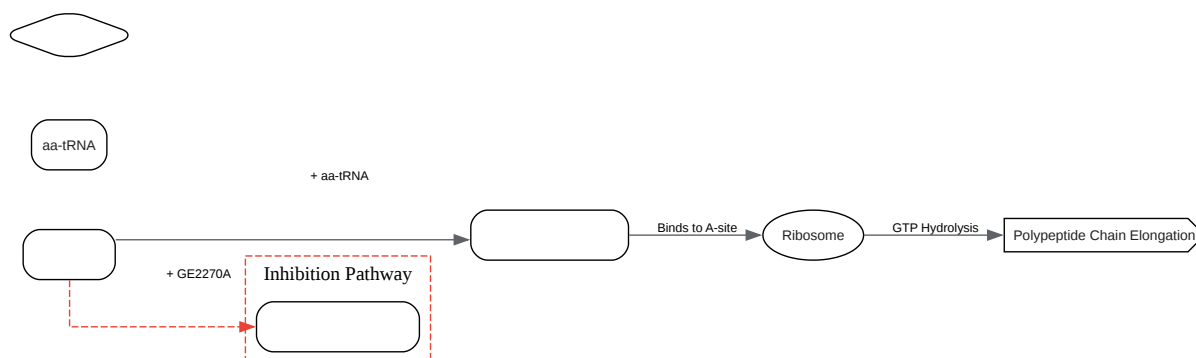 aa-tRNA
+ aa-tRNA
Binds to A-site
Ribosome
GTP Hydrolysis
Polypeptide Chain Elongation
+ GE2270A
Inhibition Pathway